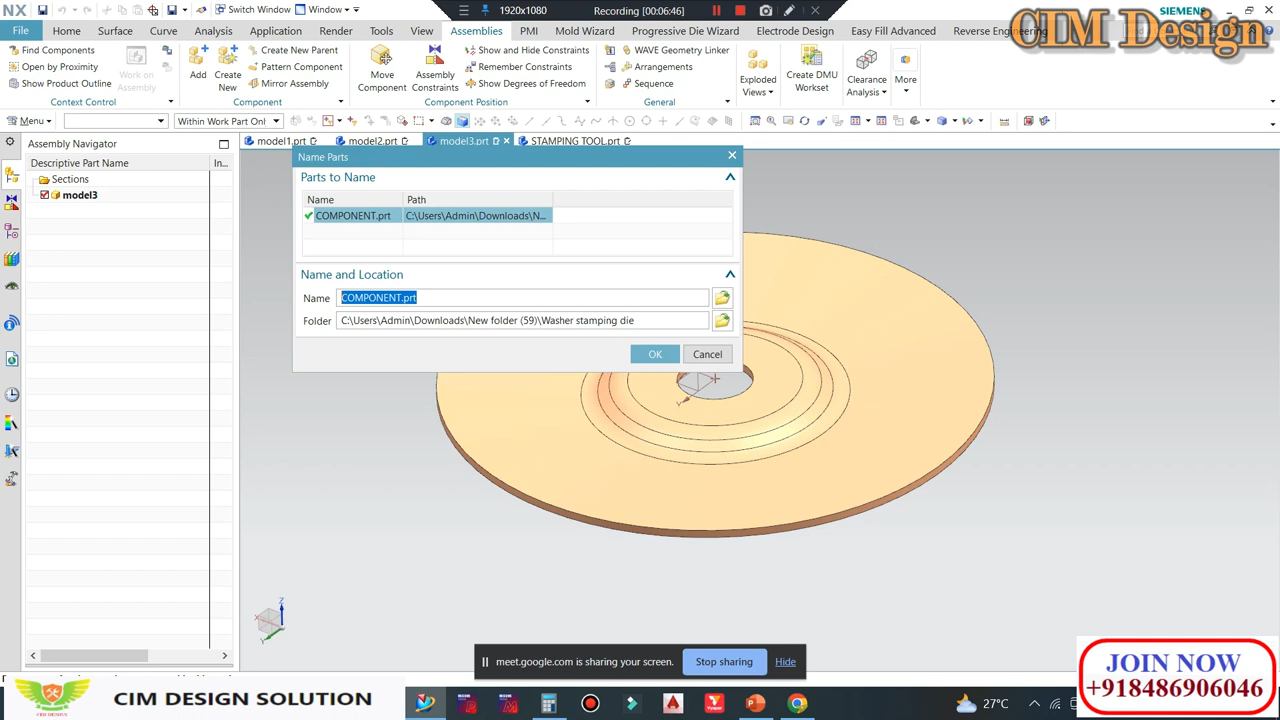 NX
Switch Window
Window
1920x1080
Recording [00:06:46]
SIEMENS
CIM Design
File Home Surface Curve Analysis Application Render Tools View Assemblies PMI Mold Wizard Progressive Die Wizard Electrode Design Easy Fill Advanced Reverse Engineering
Find Components
Open by Proximity
Show Product Outline
Work on Assembly
Context Control
Add
Create New
Create New Parent
Pattern Component
Mirror Assembly
Component
Move Component
Assembly Constraints
Show and Hide Constraints
Remember Constraints
Show Degrees of Freedom
Component Position
WAVE Geometry Linker
Arrangements
Sequence
General
Exploded Views
Create DMU Workset
Clearance Analysis
More
Menu
Within Work Part Onl
Assembly Navigator
model1.prt
model2.prt
model3.prt
STAMPING TOOL.prt
Descriptive Part Name
In...
Sections
model3
Name Parts
Parts to Name
Name Path
COMPONENT.prt C:\Users\Admin\Downloads\N...
Name and Location
Name COMPONENT.prt
Folder C:\Users\Admin\Downloads\New folder (59)\Washer stamping die
OK Cancel
Z
X
Y
meet.google.com is sharing your screen.
Stop sharing
Hide
CIM DESIGN SOLUTION
27°C
JOIN NOW
+918486906046